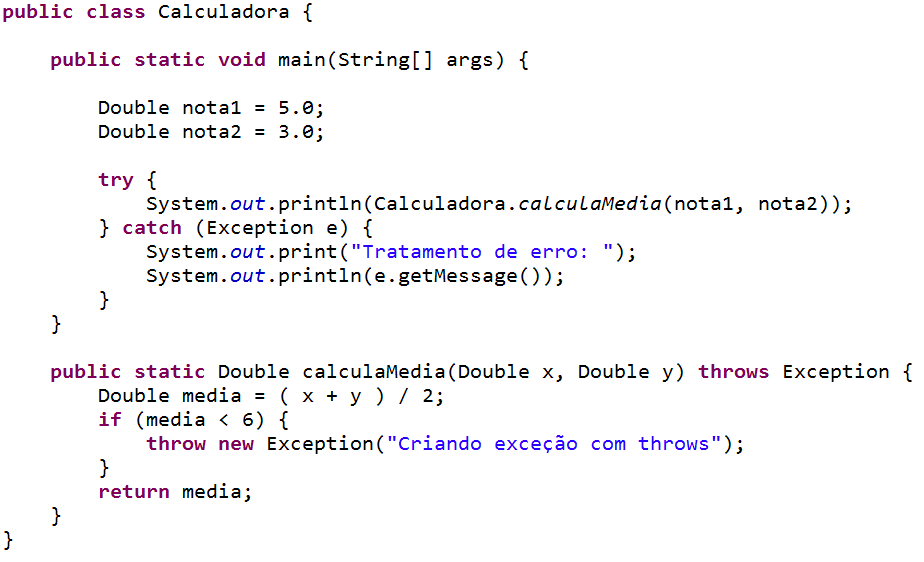 public class Calculadora {
public static void main(String[] args) {
Double nota1 = 5.0;
Double nota2 = 3.0;
try {
System.out.println(Calculadora.calculaMedia(nota1, nota2));
} catch (Exception e) {
System.out.print("Tratamento de erro: ");
System.out.println(e.getMessage());
}
}
public static Double calculaMedia(Double x, Double y) throws Exception {
Double media = ( x + y ) / 2;
if (media < 6) {
throw new Exception("Criando exceção com throws");
}
return media;
}
}